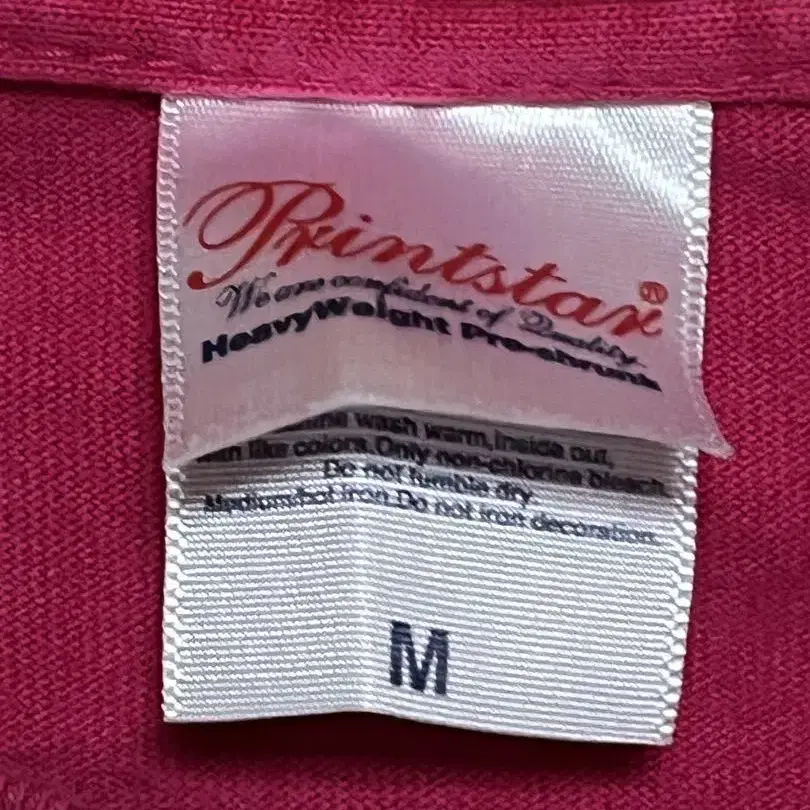 Printstar®
We are confident of Quality.
HeavyWeight Pre-shrunk
wash warm, inside out,
with like colors. Only non-chlorine bleach.
Do not tumble dry.
Medium hot iron. Do not iron decoration.
M